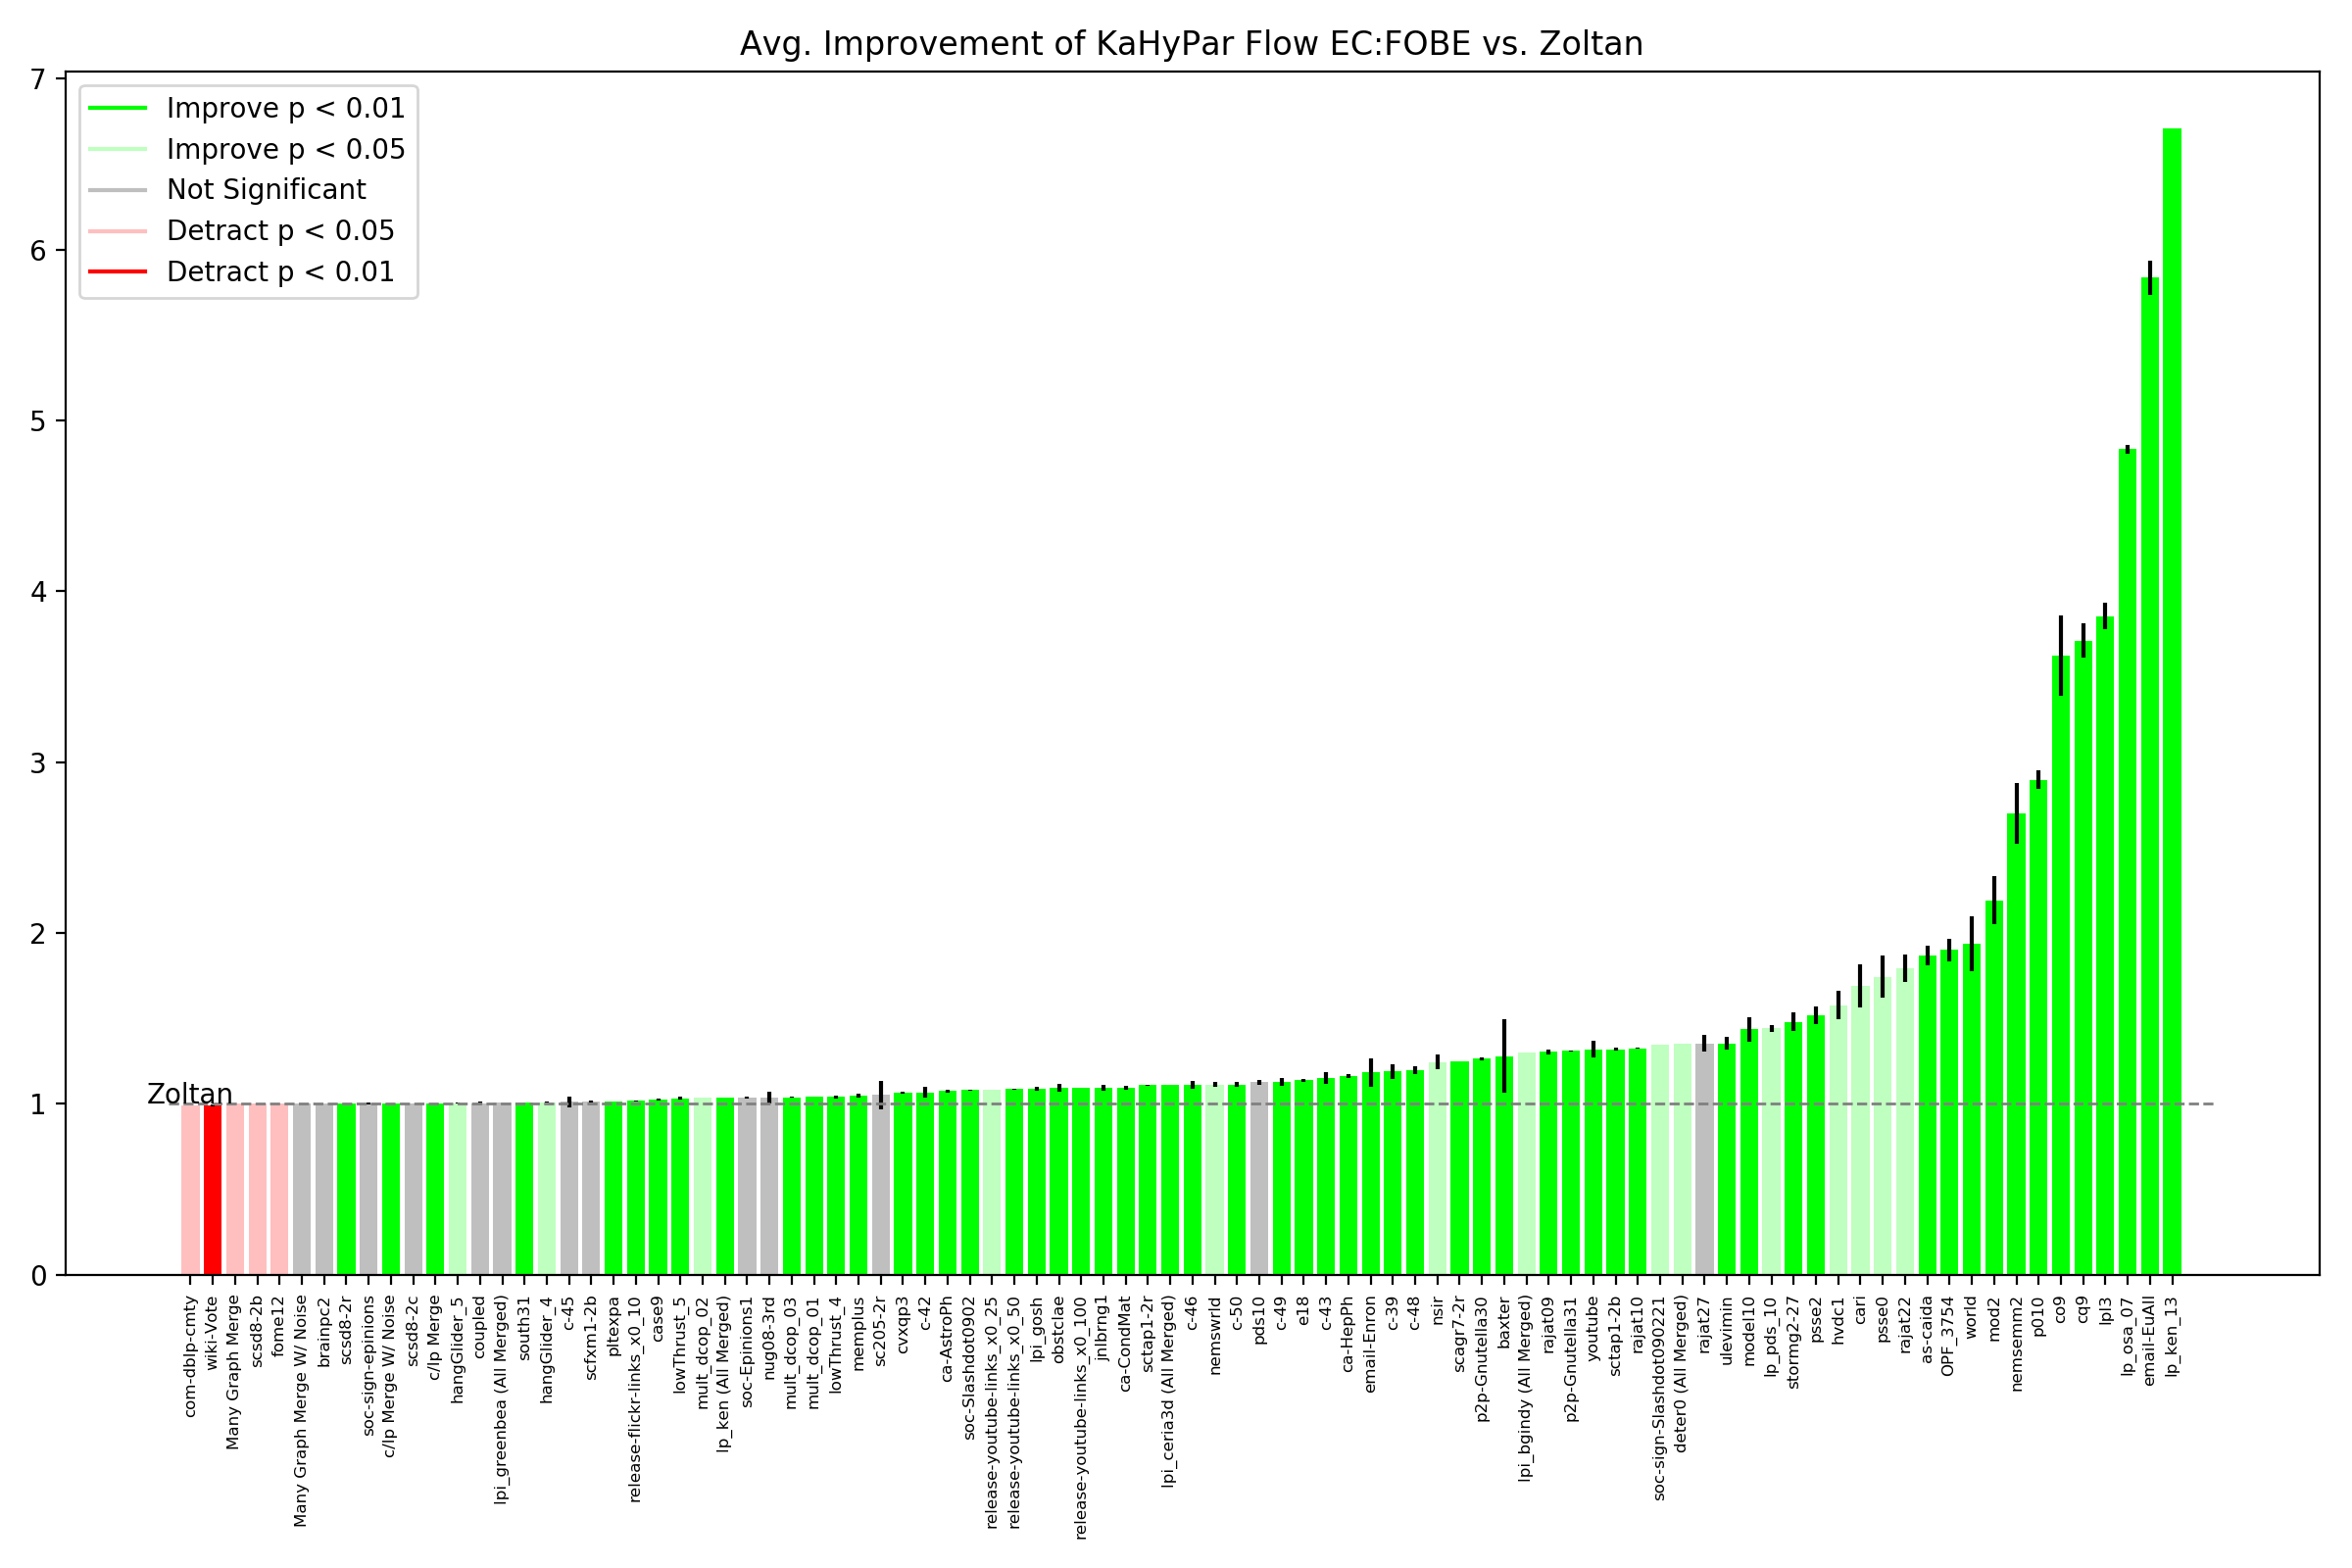 Avg. Improvement of KaHyPar Flow EC:FOBE vs. Zoltan
7
6
5
4
3
2
1
0
Improve p < 0.01
Improve p < 0.05
Not Significant
Detract p < 0.05
Detract p < 0.01
Zoltan
com-dblp-cmty
wiki-Vote
Many Graph Merge
scsd8-2b
fome12
Many Graph Merge W/ Noise
brainpc2
scsd8-2r
soc-sign-epinions
c/lp Merge W/ Noise
scsd8-2c
c/lp Merge
hangGlider_5
coupled
lpi_greenbea (All Merged)
south31
hangGlider_4
c-45
scfxm1-2b
pltexpa
release-flickr-links_x0_10
case9
lowThrust_5
mult_dcop_02
lp_ken (All Merged)
soc-Epinions1
nug08-3rd
mult_dcop_03
mult_dcop_01
lowThrust_4
memplus
sc205-2r
cvxqp3
c-42
ca-AstroPh
soc-Slashdot0902
release-youtube-links_x0_25
release-youtube-links_x0_50
lpi_gosh
obstclae
release-youtube-links_x0_100
jnlbrng1
ca-CondMat
sctap1-2r
lpi_ceria3d (All Merged)
c-46
nemswrld
c-50
pds10
c-49
e18
c-43
ca-HepPh
email-Enron
c-39
c-48
nsir
scagr7-2r
p2p-Gnutella30
baxter
lpi_bgindy (All Merged)
rajat09
p2p-Gnutella31
youtube
sctap1-2b
rajat10
soc-sign-Slashdot090221
deter0 (All Merged)
rajat27
ulevimin
model10
lp_pds_10
stormg2-27
psse2
hvdc1
cari
psse0
rajat22
as-caida
OPF_3754
world
mod2
nemsemm2
p010
co9
cq9
lpl3
lp_osa_07
email-EuAll
lp_ken_13